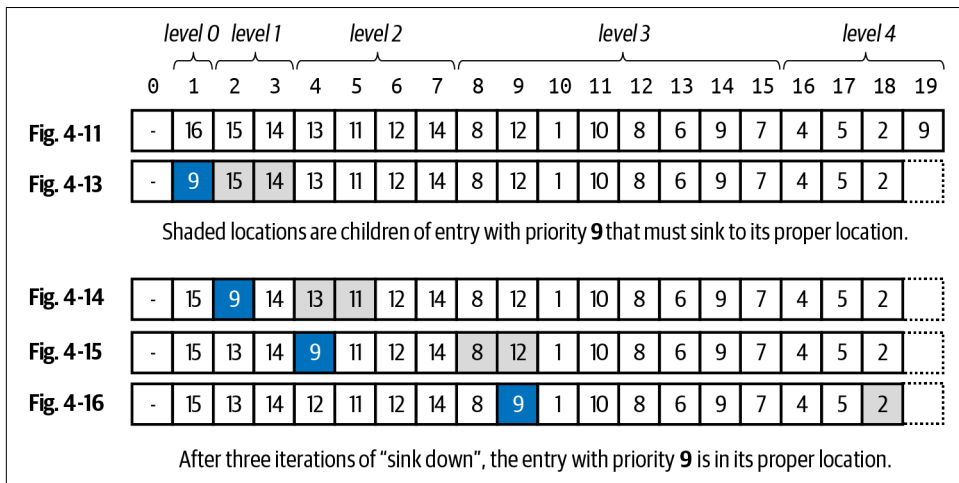 level 0 level 1 level 2 level 3 level 4
0 1 2 3 4 5 6 7 8 9 10 11 12 13 14 15 16 17 18 19
Fig. 4-11 - 16 15 14 13 11 12 14 8 12 1 10 8 6 9 7 4 5 2 9
Fig. 4-13 - 9 15 14 13 11 12 14 8 12 1 10 8 6 9 7 4 5 2
Shaded locations are children of entry with priority 9 that must sink to its proper location.
Fig. 4-14 - 15 9 14 13 11 12 14 8 12 1 10 8 6 9 7 4 5 2
Fig. 4-15 - 15 13 14 9 11 12 14 8 12 1 10 8 6 9 7 4 5 2
Fig. 4-16 - 15 13 14 12 11 12 14 8 9 1 10 8 6 9 7 4 5 2
After three iterations of “sink down”, the entry with priority 9 is in its proper location.